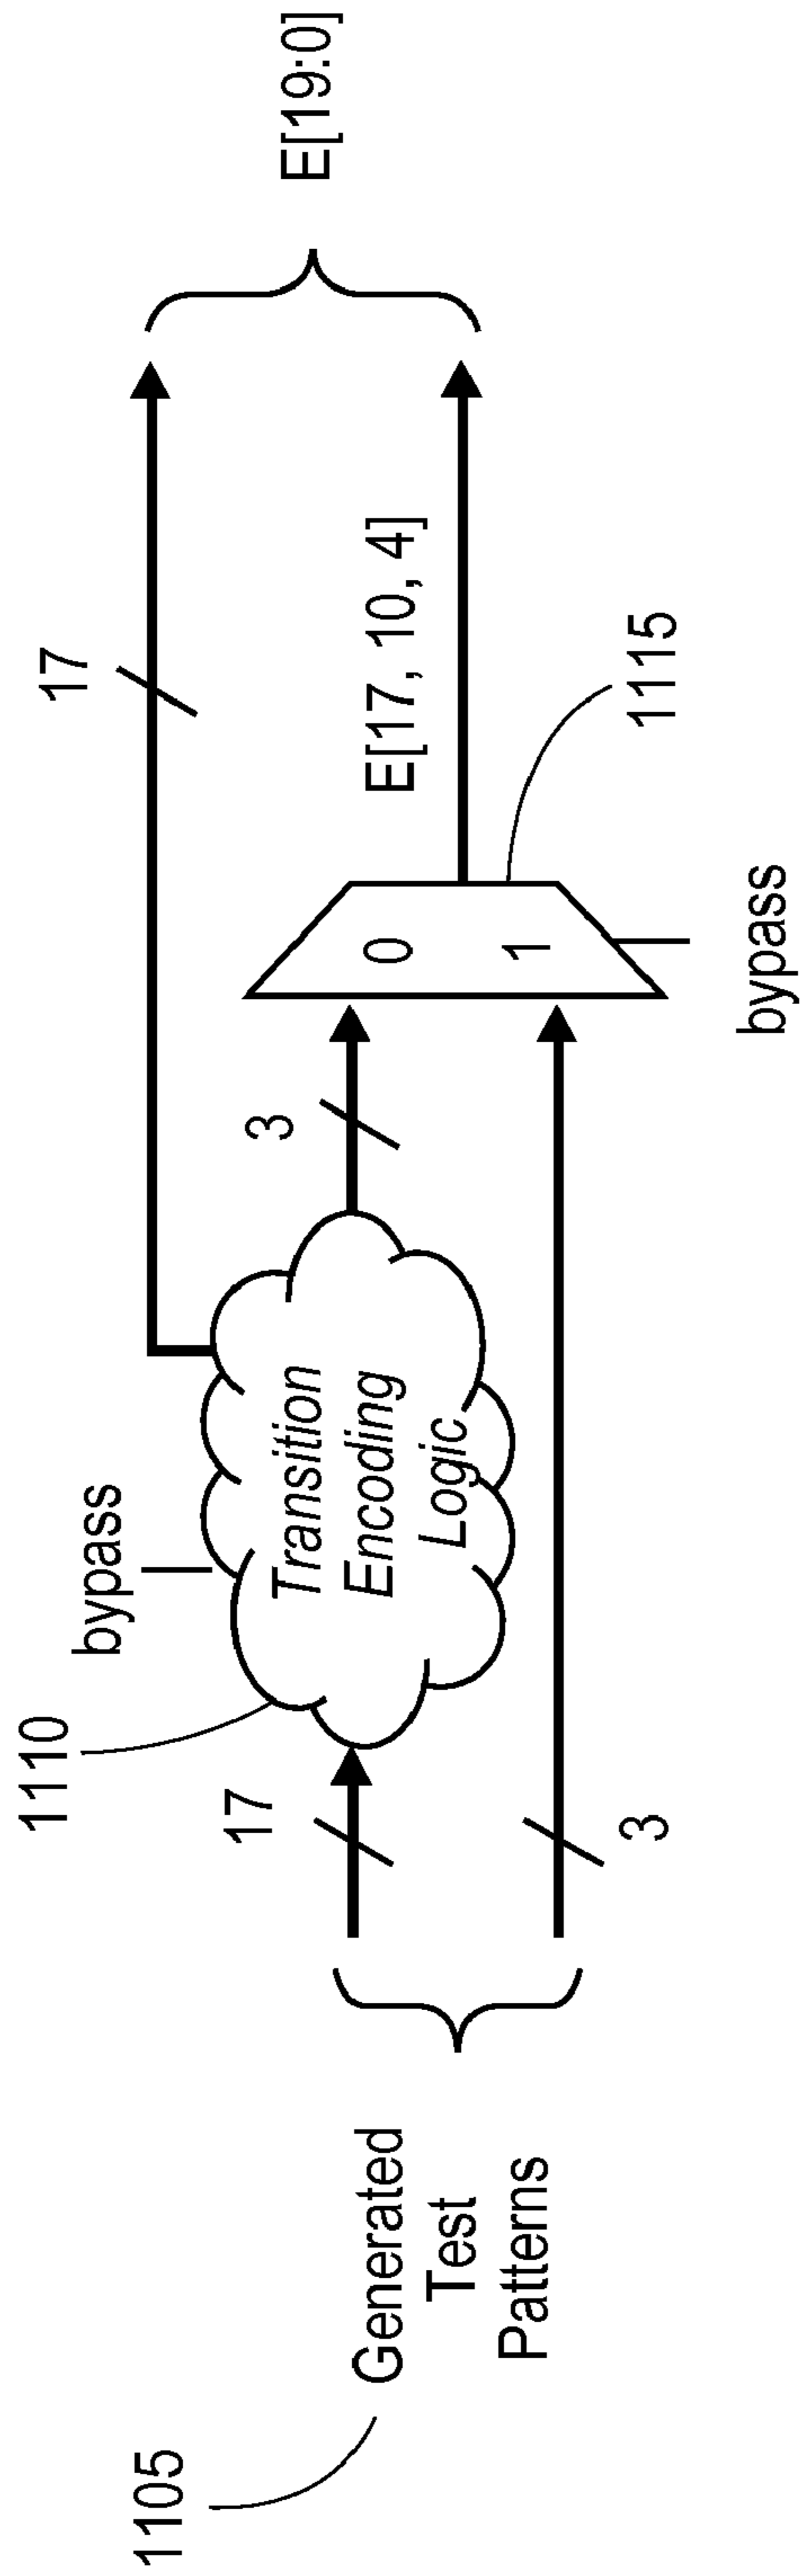 1105
Generated
Test
Patterns
17
3
1110
bypass
Transition
Encoding
Logic
3
17
0
1
bypass
1115
E[17, 10, 4]
E[19:0]